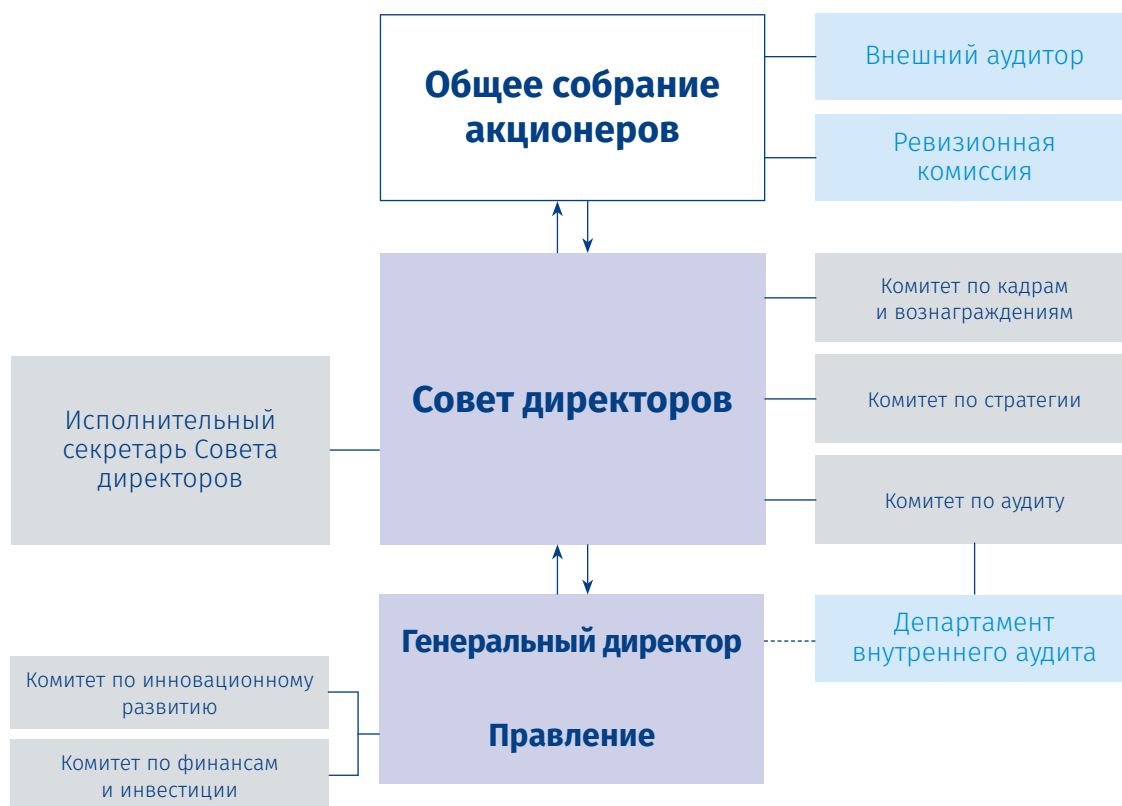 Общее собрание
акционеров
Внешний аудитор
Ревизионная
комиссия
Совет директоров
Комитет по кадрам
и вознаграждениям
Комитет по стратегии
Комитет по аудиту
Исполнительный
секретарь Совета
директоров
Генеральный директор
Правление
Департамент
внутреннего аудита
Комитет по инновационному
развитию
Комитет по финансам
и инвестиции